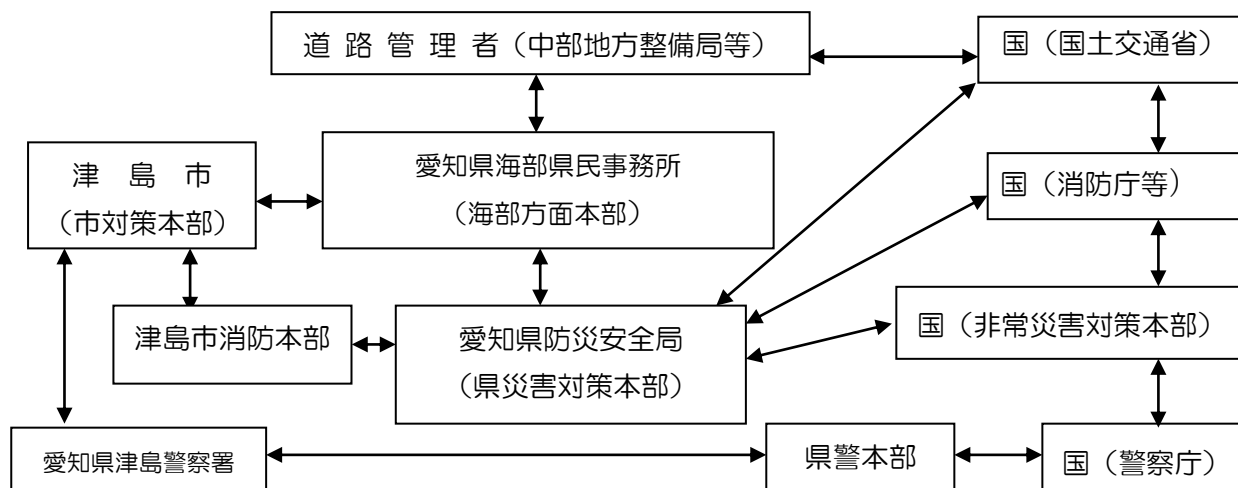 道 路 管 理 者（中部地方整備局等）
国（国土交通省）
津　島　市
（市対策本部）
愛知県海部県民事務所
（海部方面本部）
国（消防庁等）
津島市消防本部
愛知県防災安全局
（県災害対策本部）
国（非常災害対策本部）
愛知県津島警察署
県警本部
国（警察庁）